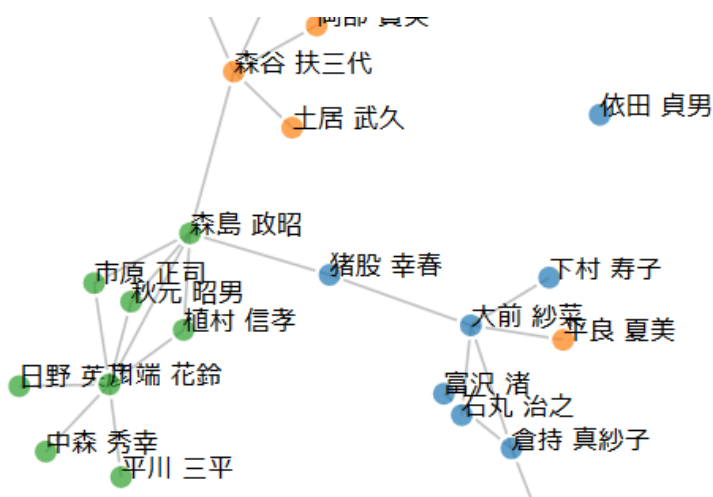 森谷 扶三代
依田 貞男
土居 武久
森島 政昭
猪股 幸春
下村 寿子
市原 正司
秋元 昭男
植村 信孝
大前 紗菜
平良 夏美
日野
川端 花鈴
富沢 渚
石丸 治之
倉持 真紗子
中森 秀幸
平川 三平